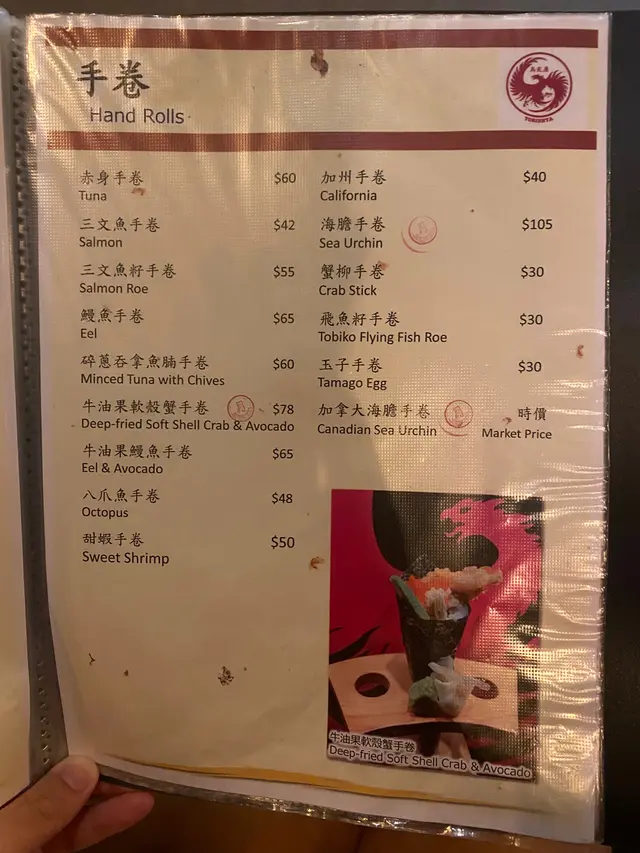 手卷
Hand Rolls
TORISHYA
赤身手卷 $60
Tuna
三文魚手卷 $42
Salmon
三文魚籽手卷 $55
Salmon Roe
鰻魚手卷 $65
Eel
碎蔥吞拿魚腩手卷 $60
Minced Tuna with Chives
牛油果軟殼蟹手卷 $78
Deep-fried Soft Shell Crab & Avocado
牛油果鰻魚手卷 $65
Eel & Avocado
八爪魚手卷 $48
Octopus
甜蝦手卷 $50
Sweet Shrimp
加州手卷 $40
California
海膽手卷 $105
Sea Urchin
蟹柳手卷 $30
Crab Stick
飛魚籽手卷 $30
Tobiko Flying Fish Roe
玉子手卷 $30
Tamago Egg
加拿大海膽手卷 時價
Canadian Sea Urchin Market Price
牛油果軟殼蟹手卷
Deep-fried Soft Shell Crab & Avocado